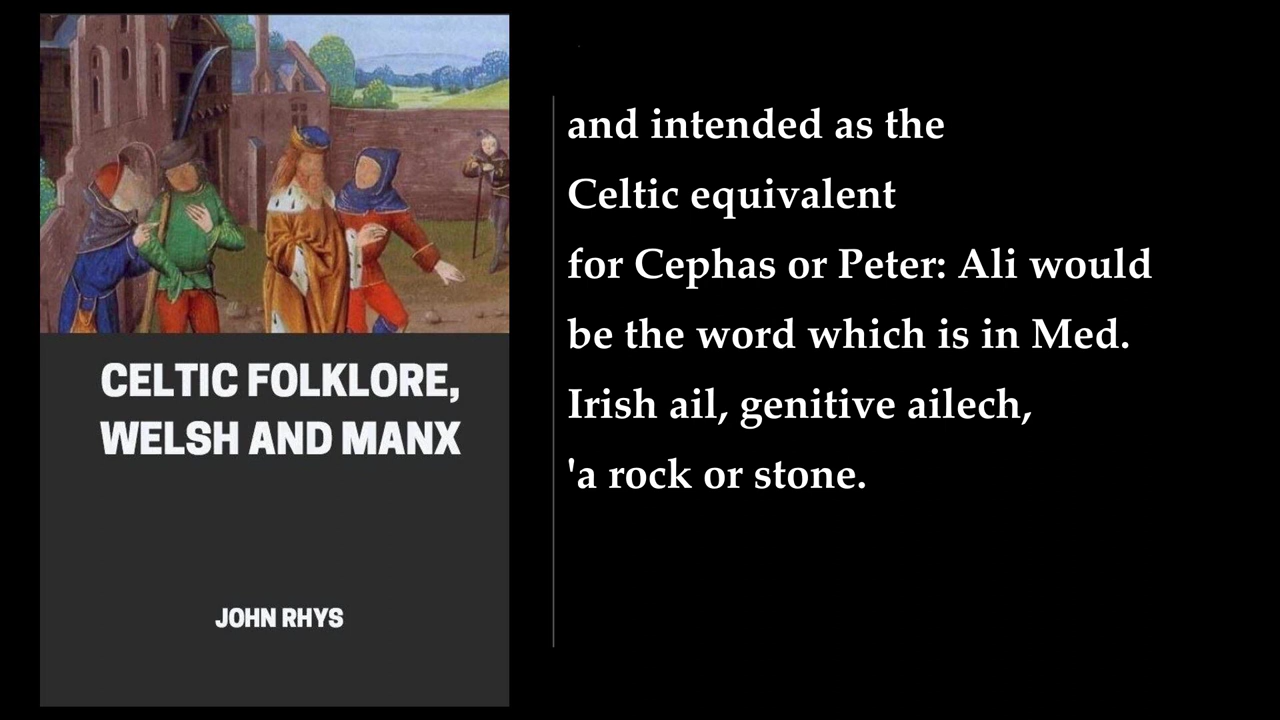 CELTIC FOLKLORE,
WELSH AND MANX
JOHN RHYS
and intended as the
Celtic equivalent
for Cephas or Peter: Ali would
be the word which is in Med.
Irish ail, genitive ailech,
'a rock or stone.